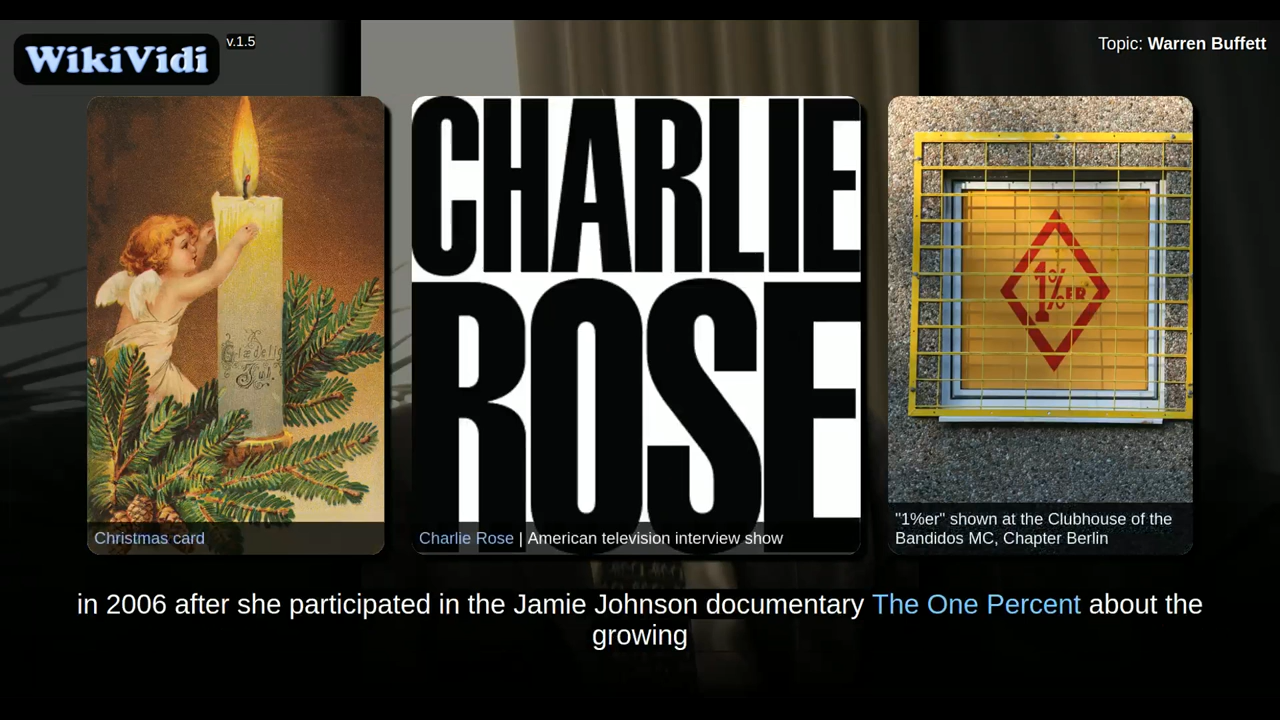 WikiVidi
v.1.5
Topic: Warren Buffett
Glædelig
Jul.
Christmas card
CHARLIE
ROSE
Charlie Rose | American television interview show
1%ER
"1%er" shown at the Clubhouse of the
Bandidos MC, Chapter Berlin
in 2006 after she participated in the Jamie Johnson documentary The One Percent about the
growing